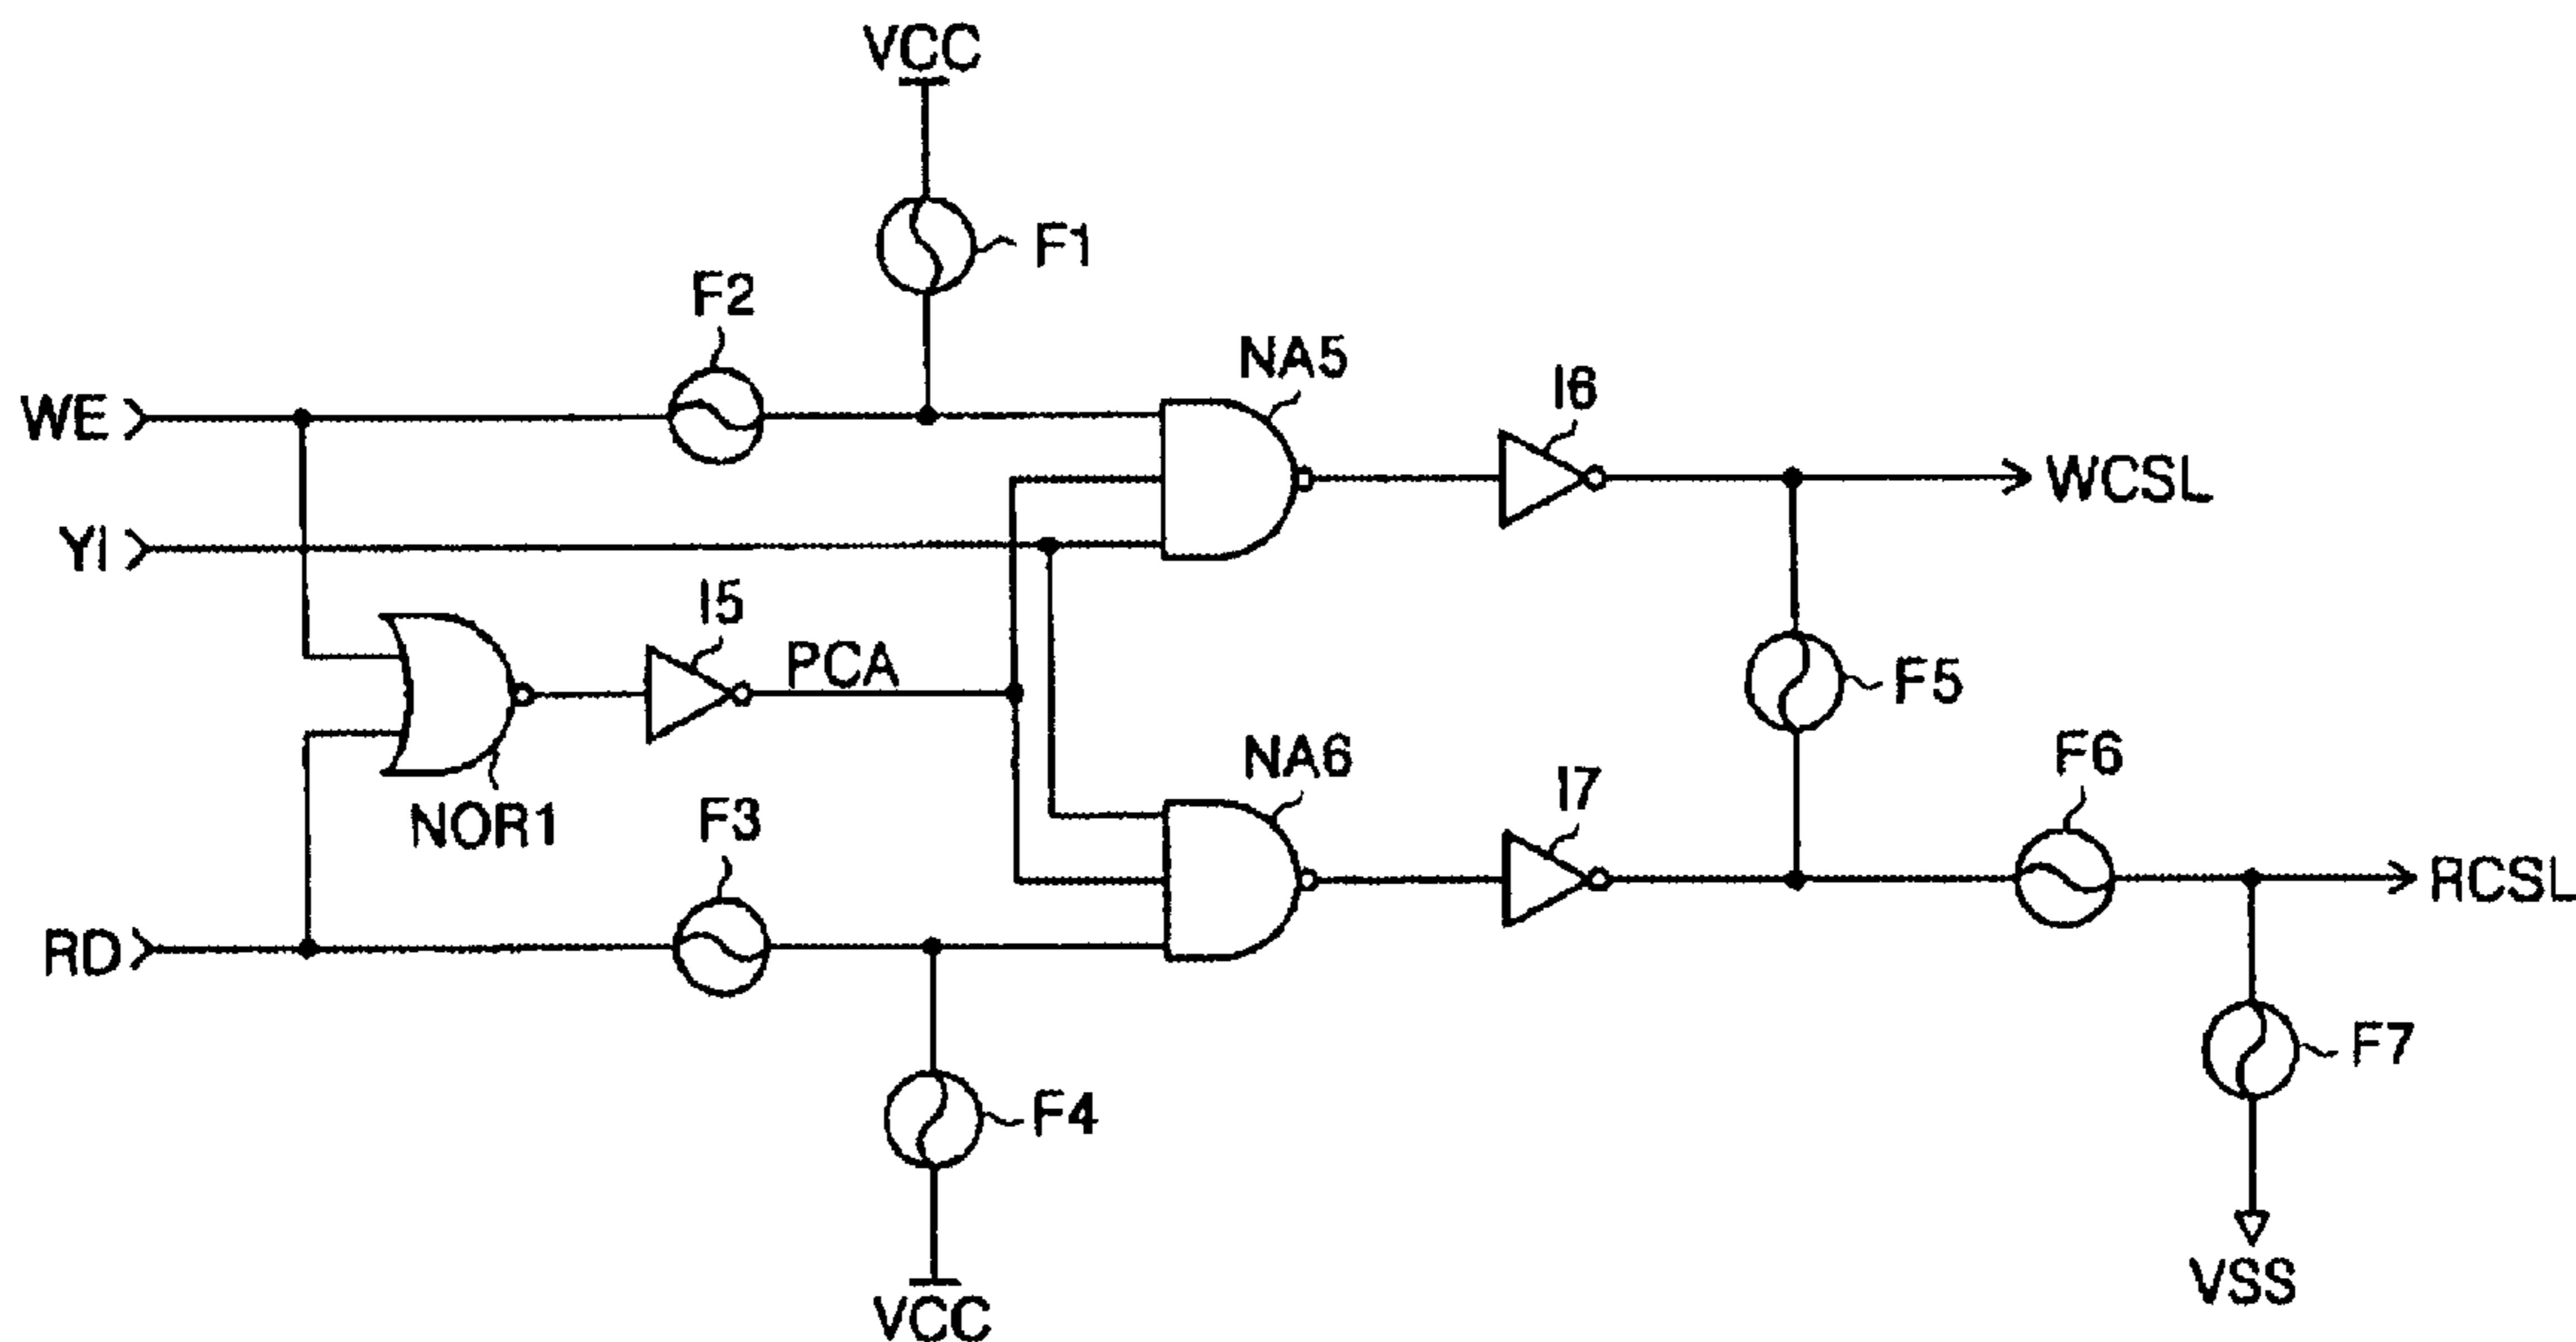 VCC
F1
F2
NA5
I6
WE
WCSL
YI
I5
PCA
F5
NA6
I7
F6
NOR1
F3
RCSL
RD
F7
F4
VSS
VCC